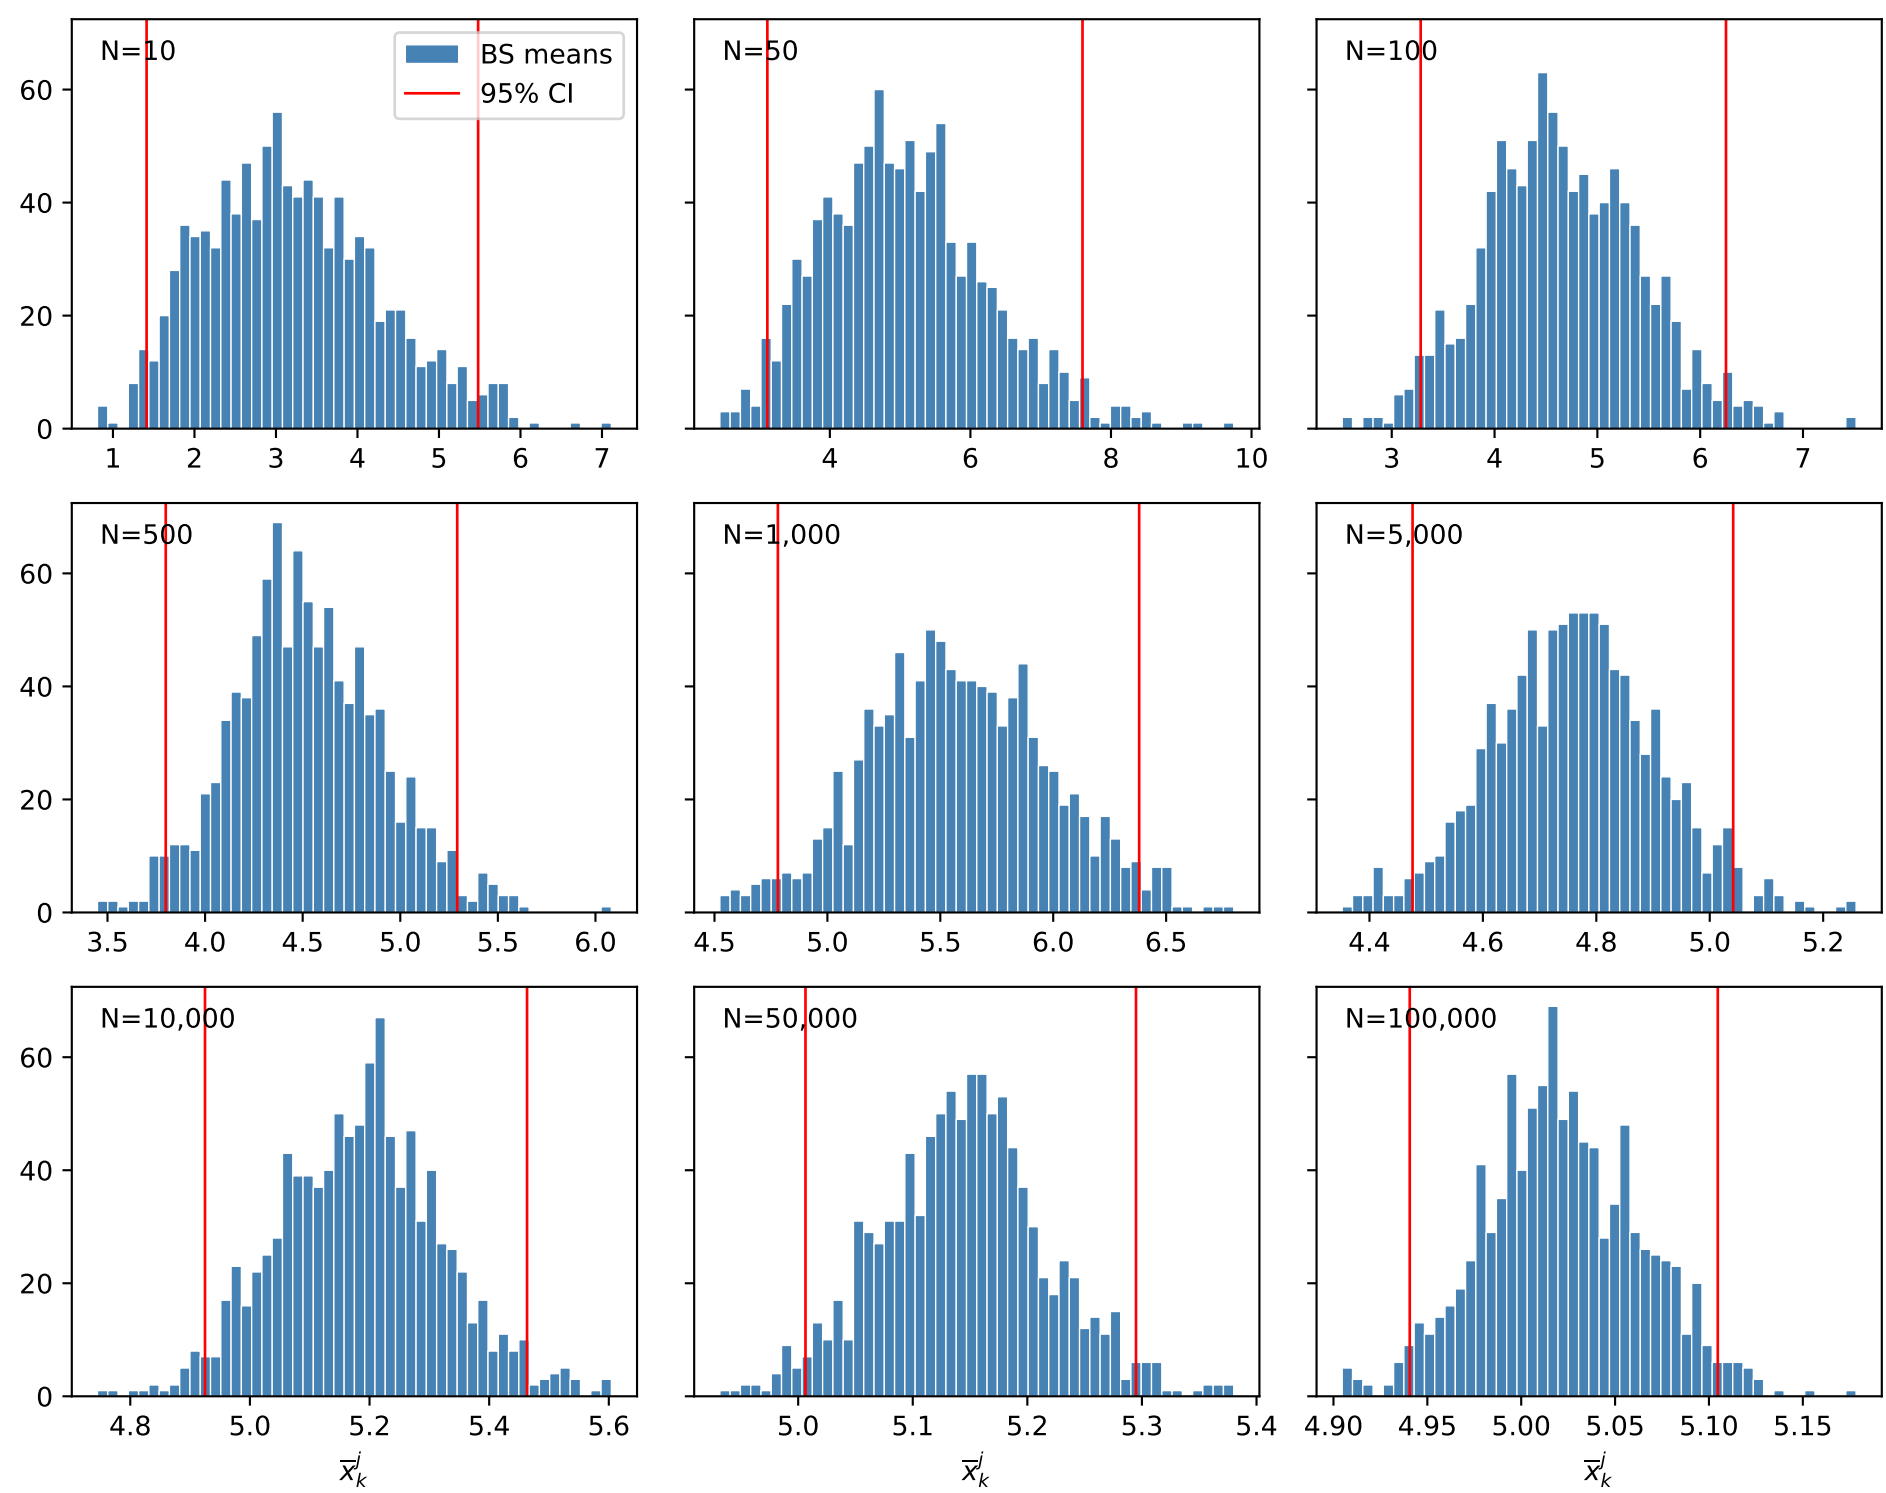 N=10
BS means
95% CI
60
40
20
0
1 2 3 4 5 6 7
N=50
4 6 8 10
N=100
3 4 5 6 7
N=500
60
40
20
0
3.5 4.0 4.5 5.0 5.5 6.0
N=1,000
4.5 5.0 5.5 6.0 6.5
N=5,000
4.4 4.6 4.8 5.0 5.2
N=10,000
60
40
20
0
4.8 5.0 5.2 5.4 5.6
x̅ₖʲ
N=50,000
5.0 5.1 5.2 5.3 5.4
x̅ₖʲ
N=100,000
4.90 4.95 5.00 5.05 5.10 5.15
x̅ₖʲ